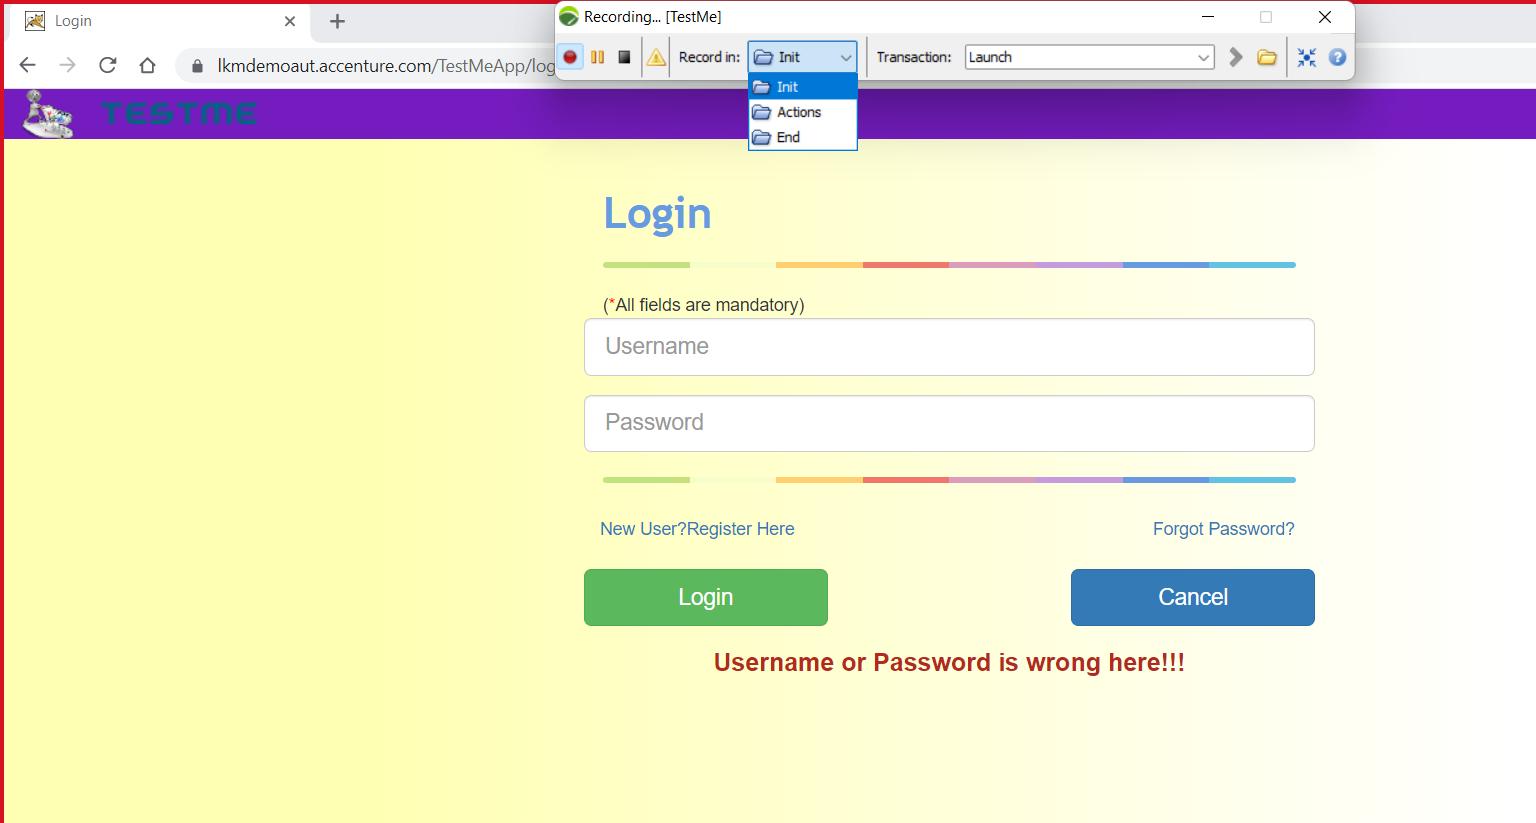 Login
Recording... [TestMe]
Record in: Init
Transaction: Launch
lkmdemoaut.accenture.com/TestMeApp/log
Init
Actions
End
TESTME
Login
(*All fields are mandatory)
Username
Password
New User?Register Here
Forgot Password?
Login
Cancel
Username or Password is wrong here!!!